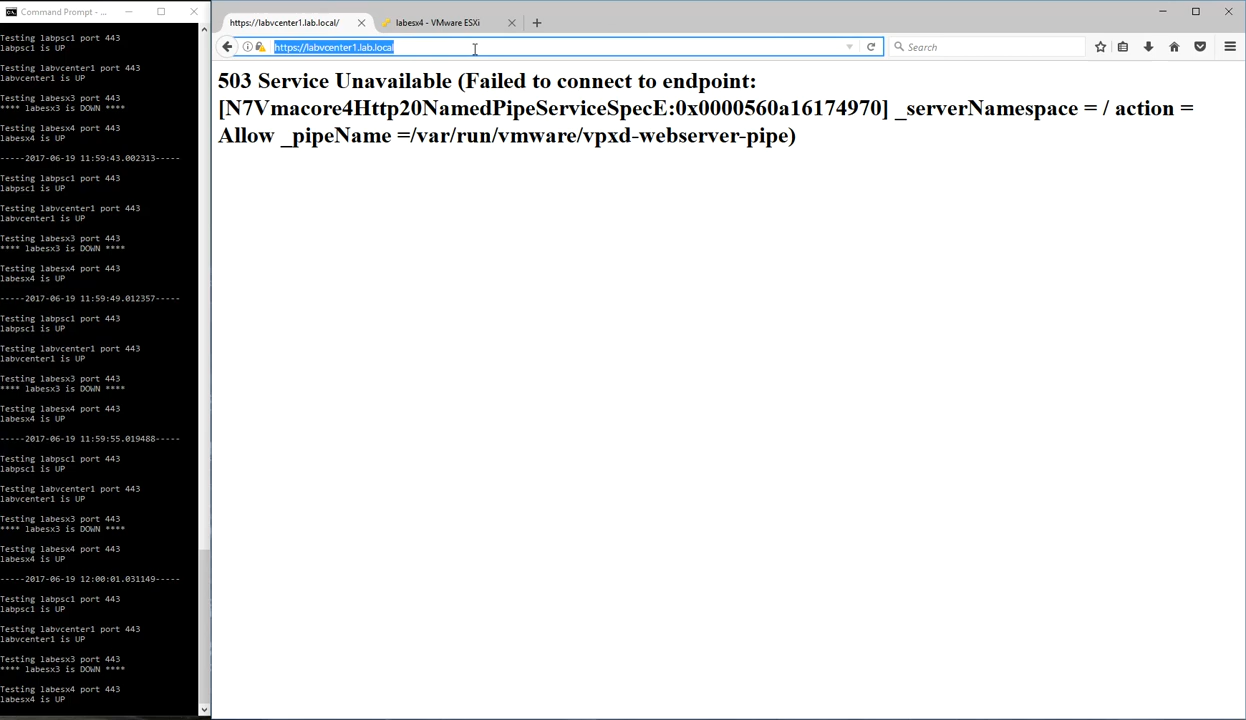 Command Prompt - ...
Testing labpsc1 port 443
labpsc1 is UP
Testing labvcenter1 port 443
labvcenter1 is UP
Testing labesx3 port 443
**** labesx3 is DOWN ****
Testing labesx4 port 443
labesx4 is UP
-----2017-06-19 11:59:43.002313-----
Testing labpsc1 port 443
labpsc1 is UP
Testing labvcenter1 port 443
labvcenter1 is UP
Testing labesx3 port 443
**** labesx3 is DOWN ****
Testing labesx4 port 443
labesx4 is UP
-----2017-06-19 11:59:49.012357-----
Testing labpsc1 port 443
labpsc1 is UP
Testing labvcenter1 port 443
labvcenter1 is UP
Testing labesx3 port 443
**** labesx3 is DOWN ****
Testing labesx4 port 443
labesx4 is UP
-----2017-06-19 11:59:55.019488-----
Testing labpsc1 port 443
labpsc1 is UP
Testing labvcenter1 port 443
labvcenter1 is UP
Testing labesx3 port 443
**** labesx3 is DOWN ****
Testing labesx4 port 443
labesx4 is UP
-----2017-06-19 12:00:01.031149-----
Testing labpsc1 port 443
labpsc1 is UP
Testing labvcenter1 port 443
labvcenter1 is UP
Testing labesx3 port 443
**** labesx3 is DOWN ****
Testing labesx4 port 443
labesx4 is UP
https://labvcenter1.lab.local/
labesx4 - VMware ESXi
https://labvcenter1.lab.local
Search
503 Service Unavailable (Failed to connect to endpoint:
[N7Vmacore4Http20NamedPipeServiceSpecE:0x0000560a16174970] _serverNamespace = / action =
Allow _pipeName =/var/run/vmware/vpxd-webserver-pipe)